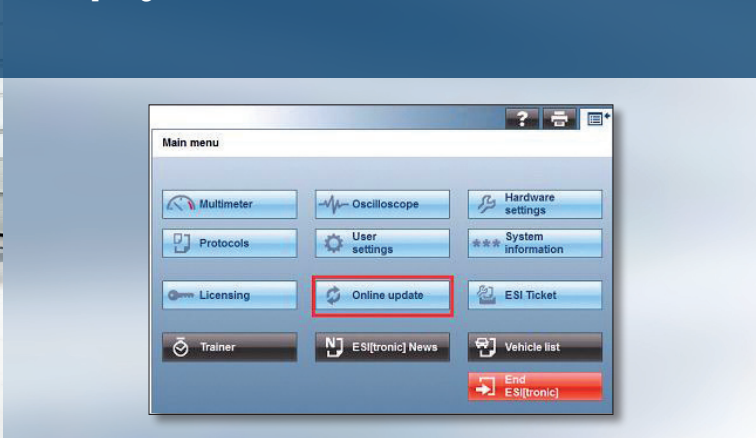 ?
Main menu
Multimeter
Oscilloscope
Hardware
settings
Protocols
User
settings
***
System
information
Licensing
Online update
ESI Ticket
Trainer
N
ESI[tronic] News
Vehicle list
End
ESI[tronic]